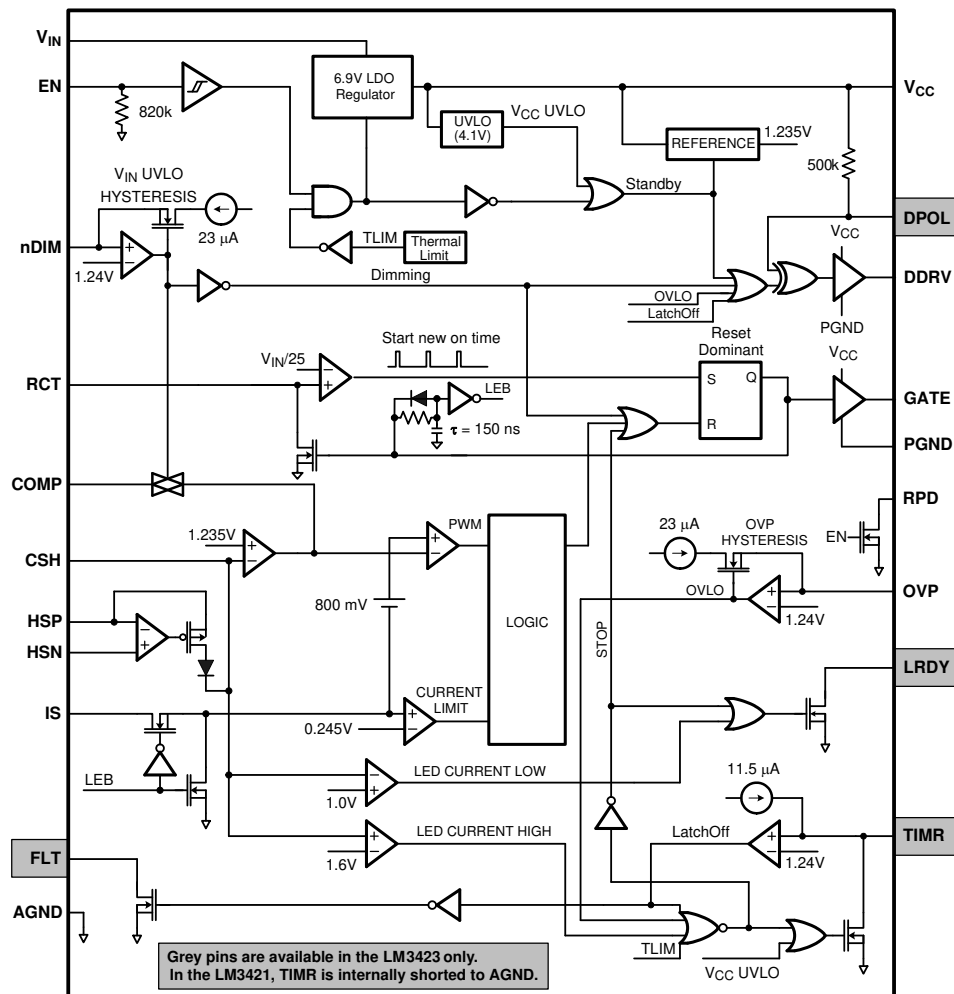 VIN
EN
820k
6.9V LDO
Regulator
VCC
UVLO
(4.1V)
VCC UVLO
REFERENCE
1.235V
500k
VIN UVLO
HYSTERESIS
23 µA
Standby
DPOL
nDIM
1.24V
TLIM
Thermal
Limit
Dimming
VCC
DDRV
OVLO
LatchOff
PGND
Start new on time
Reset
Dominant
VIN/25
RCT
S
Q
R
VCC
GATE
LEB
τ = 150 ns
PGND
COMP
RPD
1.235V
PWM
EN
23 µA
OVP
HYSTERESIS
CSH
800 mV
LOGIC
OVLO
OVP
1.24V
HSP
HSN
STOP
LRDY
IS
CURRENT
LIMIT
0.245V
LEB
LED CURRENT LOW
1.0V
11.5 µA
LED CURRENT HIGH
1.6V
LatchOff
TIMR
1.24V
FLT
AGND
TLIM
VCC UVLO
Grey pins are available in the LM3423 only.
In the LM3421, TIMR is internally shorted to AGND.